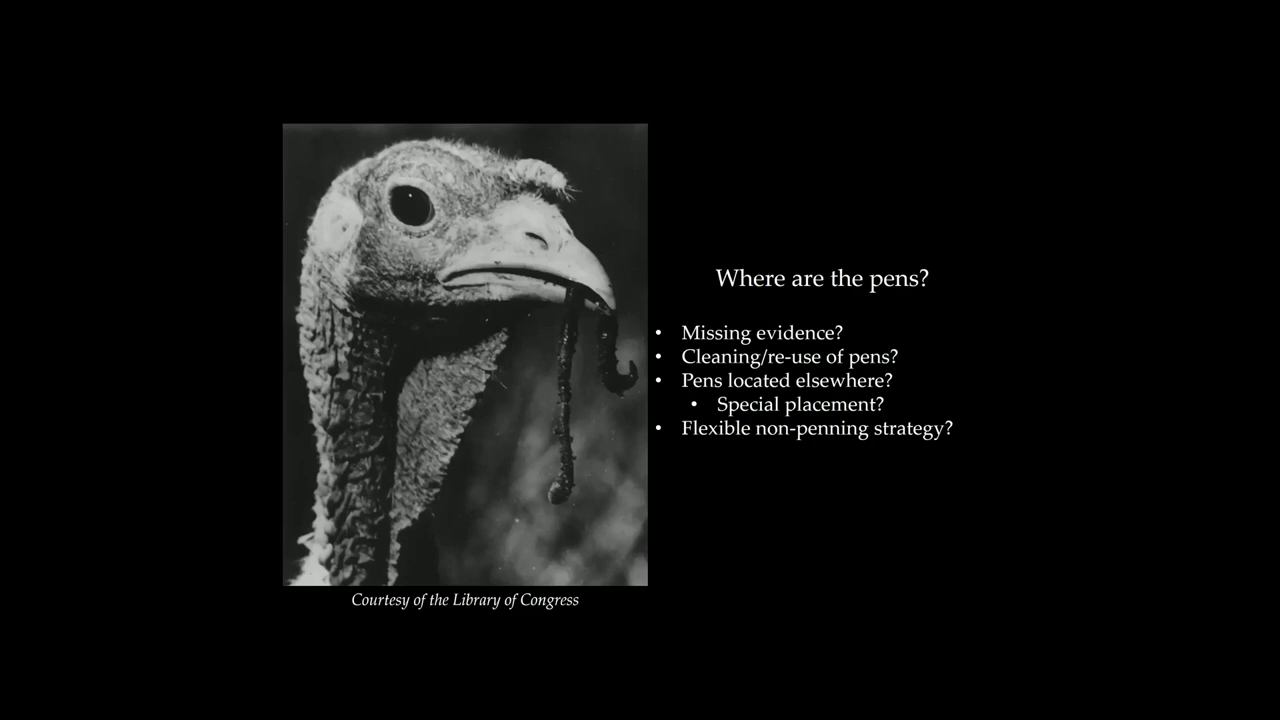 Where are the pens?
• Missing evidence?
• Cleaning/re-use of pens?
• Pens located elsewhere?
• Special placement?
• Flexible non-penning strategy?
Courtesy of the Library of Congress